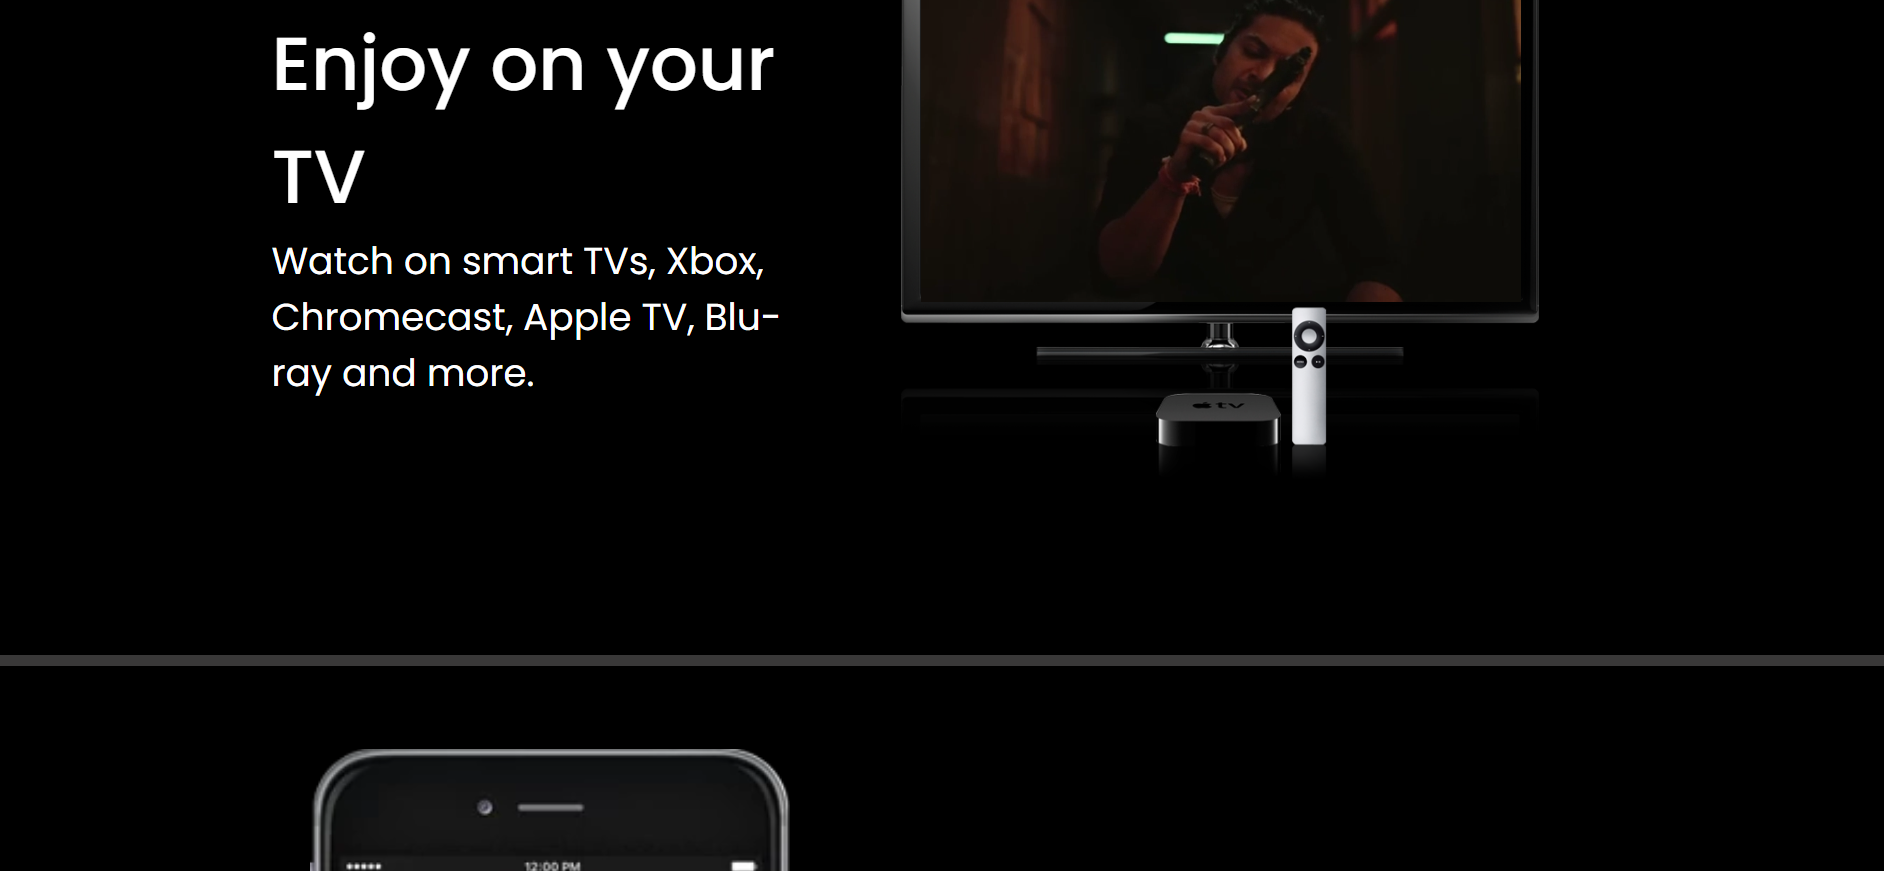 Enjoy on your
TV
Watch on smart TVs, Xbox,
Chromecast, Apple TV, Blu-
ray and more.
tv
12:00 PM